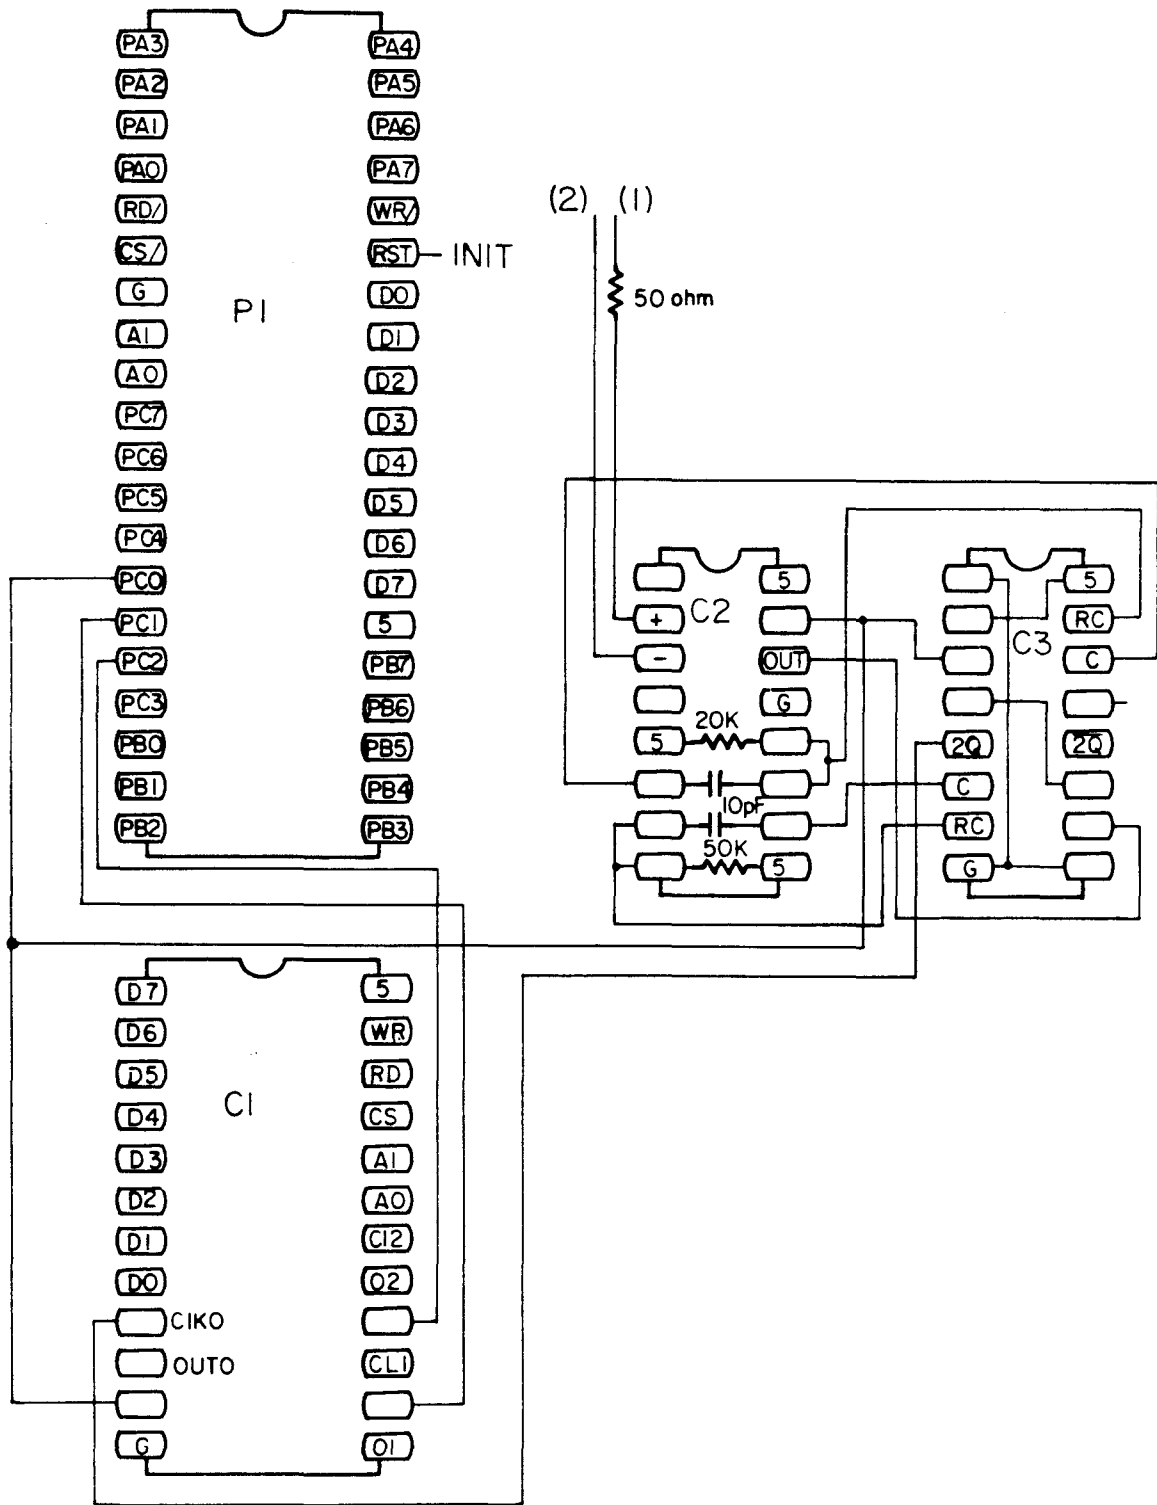 PA3
PA4
PA2
PA5
PA1
PA6
PA0
PA7
RD/
WR/
CS/
RST
INIT
G
D0
P1
A1
D1
A0
D2
PC7
D3
PC6
D4
PC5
D5
PC4
D6
PC0
D7
PC1
5
PC2
PB7
PC3
PB6
PB0
PB5
PB1
PB4
PB2
PB3
(2) (1)
50 ohm
C2
5
+
-
OUT
G
5
20K
10pF
50K
5
C3
5
RC
C
2Q
2Q̅
C
RC
G
C1
D7
5
D6
WR
D5
RD
D4
CS
D3
A1
D2
A0
D1
C12
D0
O2
C1K0
OUT0
CL1
G
O1